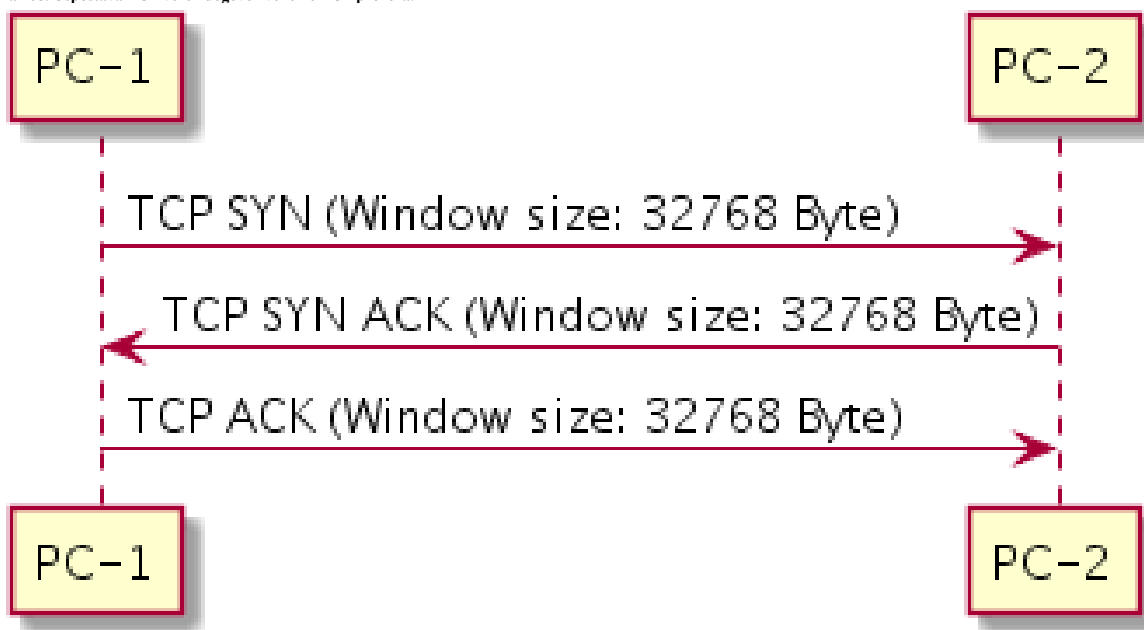 PC-1 PC-2
TCP SYN (Window size: 32768 Byte)
TCP SYN ACK (Window size: 32768 Byte)
TCP ACK (Window size: 32768 Byte)
PC-1 PC-2